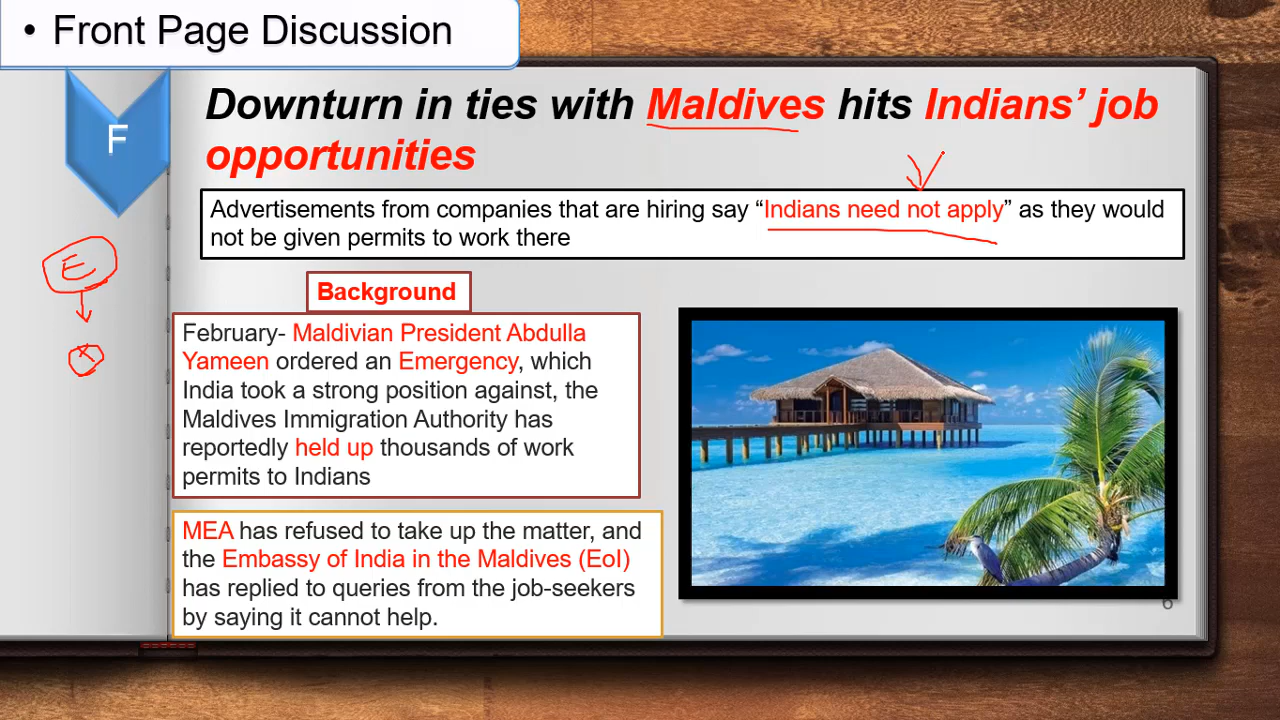 • Front Page Discussion
F
Downturn in ties with Maldives hits Indians’ job
opportunities
Advertisements from companies that are hiring say “Indians need not apply” as they would
not be given permits to work there
E
Background
February- Maldivian President Abdulla
Yameen ordered an Emergency, which
India took a strong position against, the
Maldives Immigration Authority has
reportedly held up thousands of work
permits to Indians
MEA has refused to take up the matter, and
the Embassy of India in the Maldives (EoI)
has replied to queries from the job-seekers
by saying it cannot help.
6